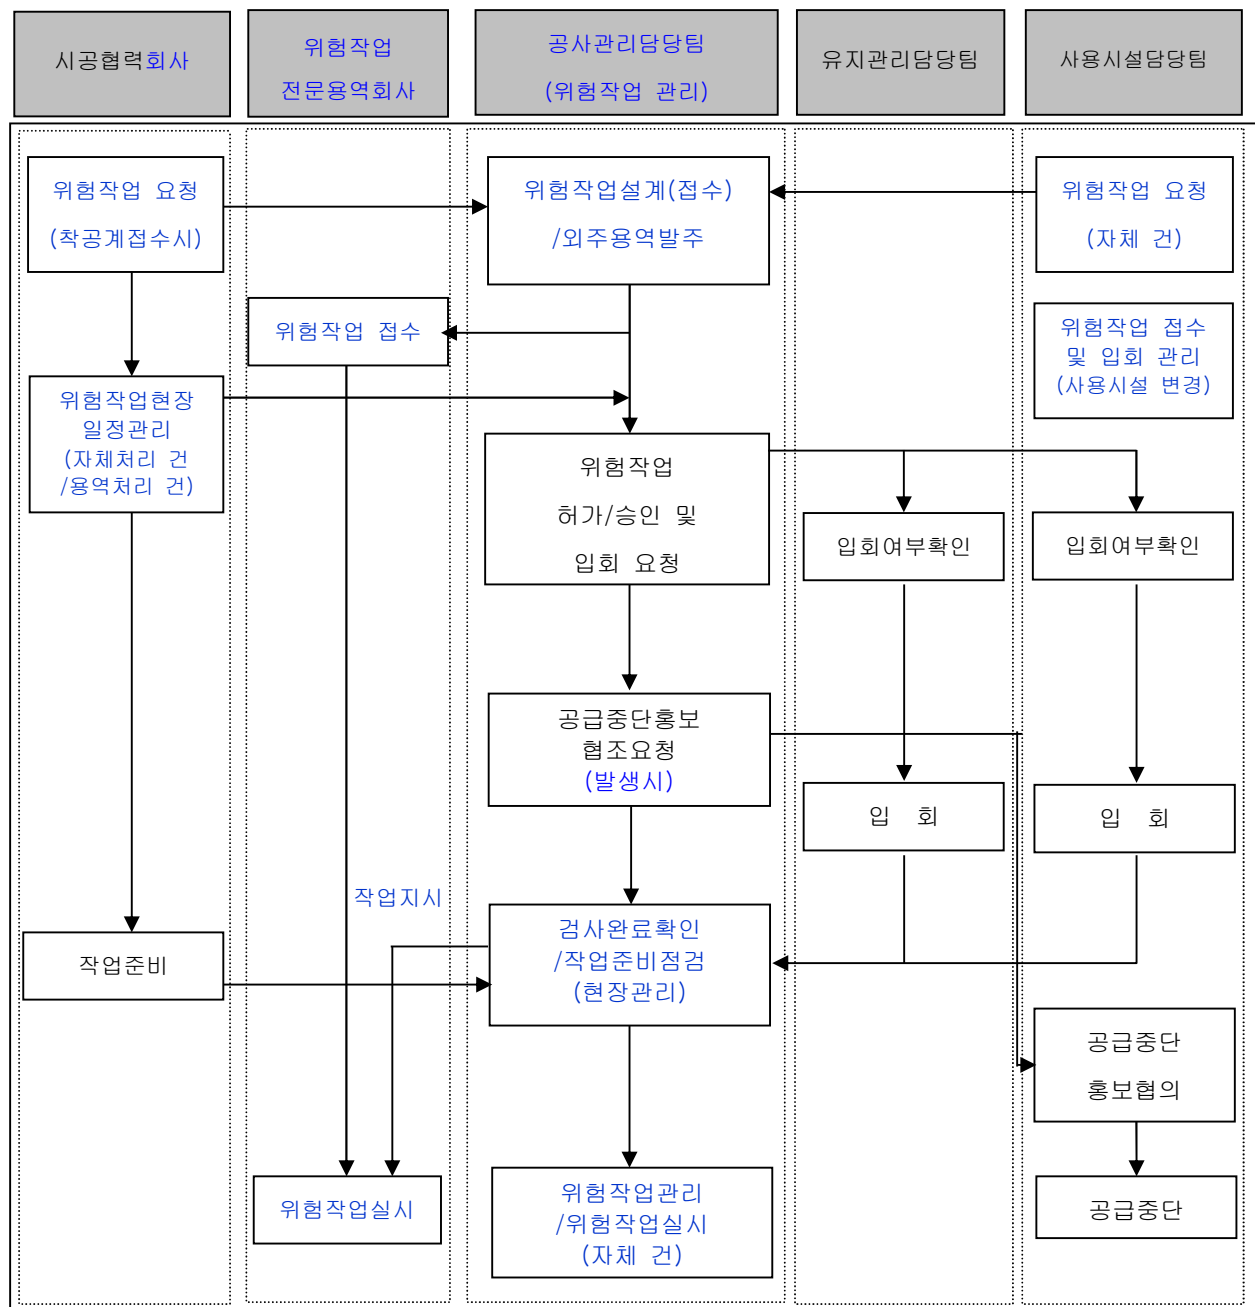 시공협력회사
위험작업
전문용역회사
공사관리담당팀
(위험작업 관리)
유지관리담당팀
사용시설담당팀
위험작업 요청
(착공계접수시)
위험작업설계(접수)
/외주용역발주
위험작업 요청
(자체 건)
위험작업 접수
위험작업 접수
및 입회 관리
(사용시설 변경)
위험작업현장
일정관리
(자체처리 건
/용역처리 건)
위험작업
허가/승인 및
입회 요청
입회여부확인
입회여부확인
공급중단홍보
협조요청
(발생시)
입 회
입 회
작업지시
검사완료확인
/작업준비점검
(현장관리)
작업준비
공급중단
홍보협의
위험작업실시
위험작업관리
/위험작업실시
(자체 건)
공급중단